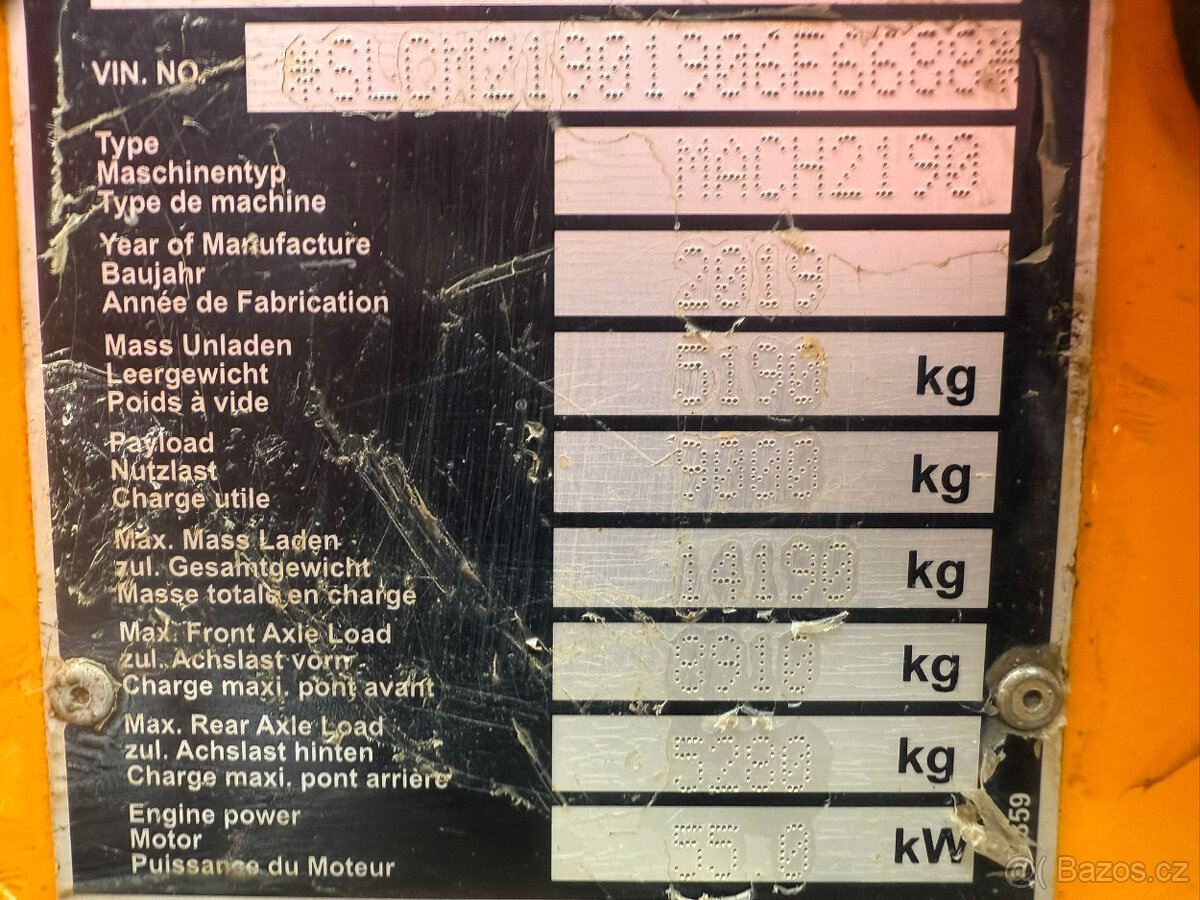 VIN. NO.
Type MACH2190
Maschinentyp
Type de machine
Year of Manufacture 2019
Baujahr
Année de Fabrication
Mass Unladen 5190 kg
Leergewicht
Poids à vide
Payload 9000 kg
Nutzlast
Charge utile
Max. Mass Laden 14190 kg
zul. Gesamtgewicht
Masse totale en charge
Max. Front Axle Load 8910 kg
zul. Achslast vorn
Charge maxi. pont avant
Max. Rear Axle Load 5280 kg
zul. Achslast hinten
Charge maxi. pont arrière
Engine power 55.0 kW
Motor
Puissance du Moteur
Bazos.cz